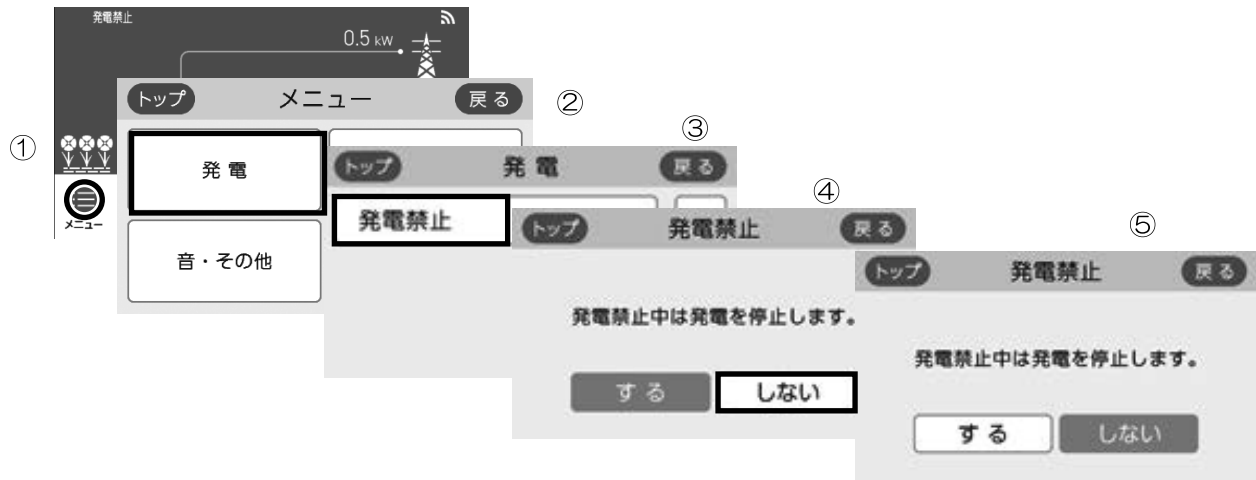 発電禁止
0.5 kW
①
メニュー
②
トップ
メニュー
戻る
発電
音・その他
③
トップ
発電
戻る
発電禁止
④
トップ
発電禁止
戻る
発電禁止中は発電を停止します。
する
しない
⑤
トップ
発電禁止
戻る
発電禁止中は発電を停止します。
する
しない